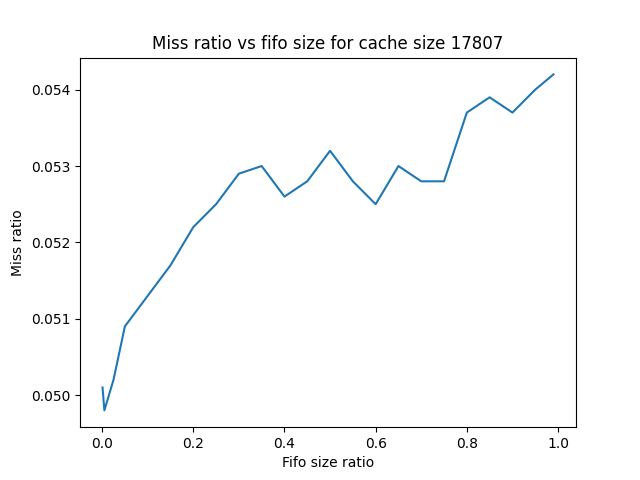 Miss ratio vs fifo size for cache size 17807
0.054
0.053
0.052
0.051
0.050
Miss ratio
0.0 0.2 0.4 0.6 0.8 1.0
Fifo size ratio